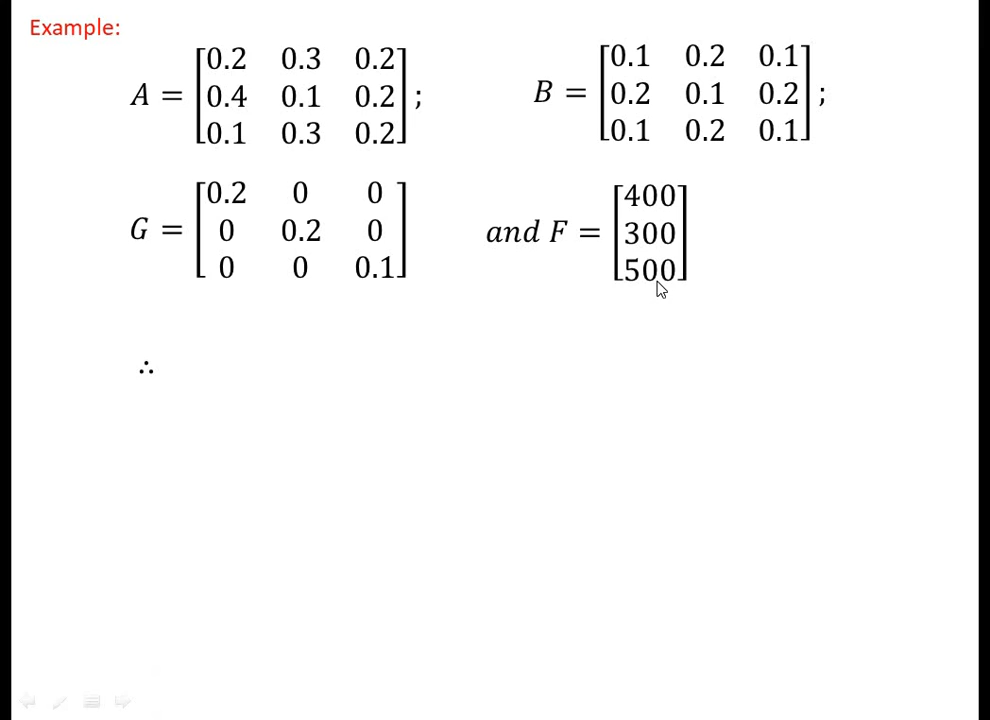 Example:
A = [0.2 0.3 0.2
0.4 0.1 0.2
0.1 0.3 0.2] ;
B = [0.1 0.2 0.1
0.2 0.1 0.2
0.1 0.2 0.1] ;
G = [0.2 0 0
0 0.2 0
0 0 0.1]
and F = [400
300
500]
∴